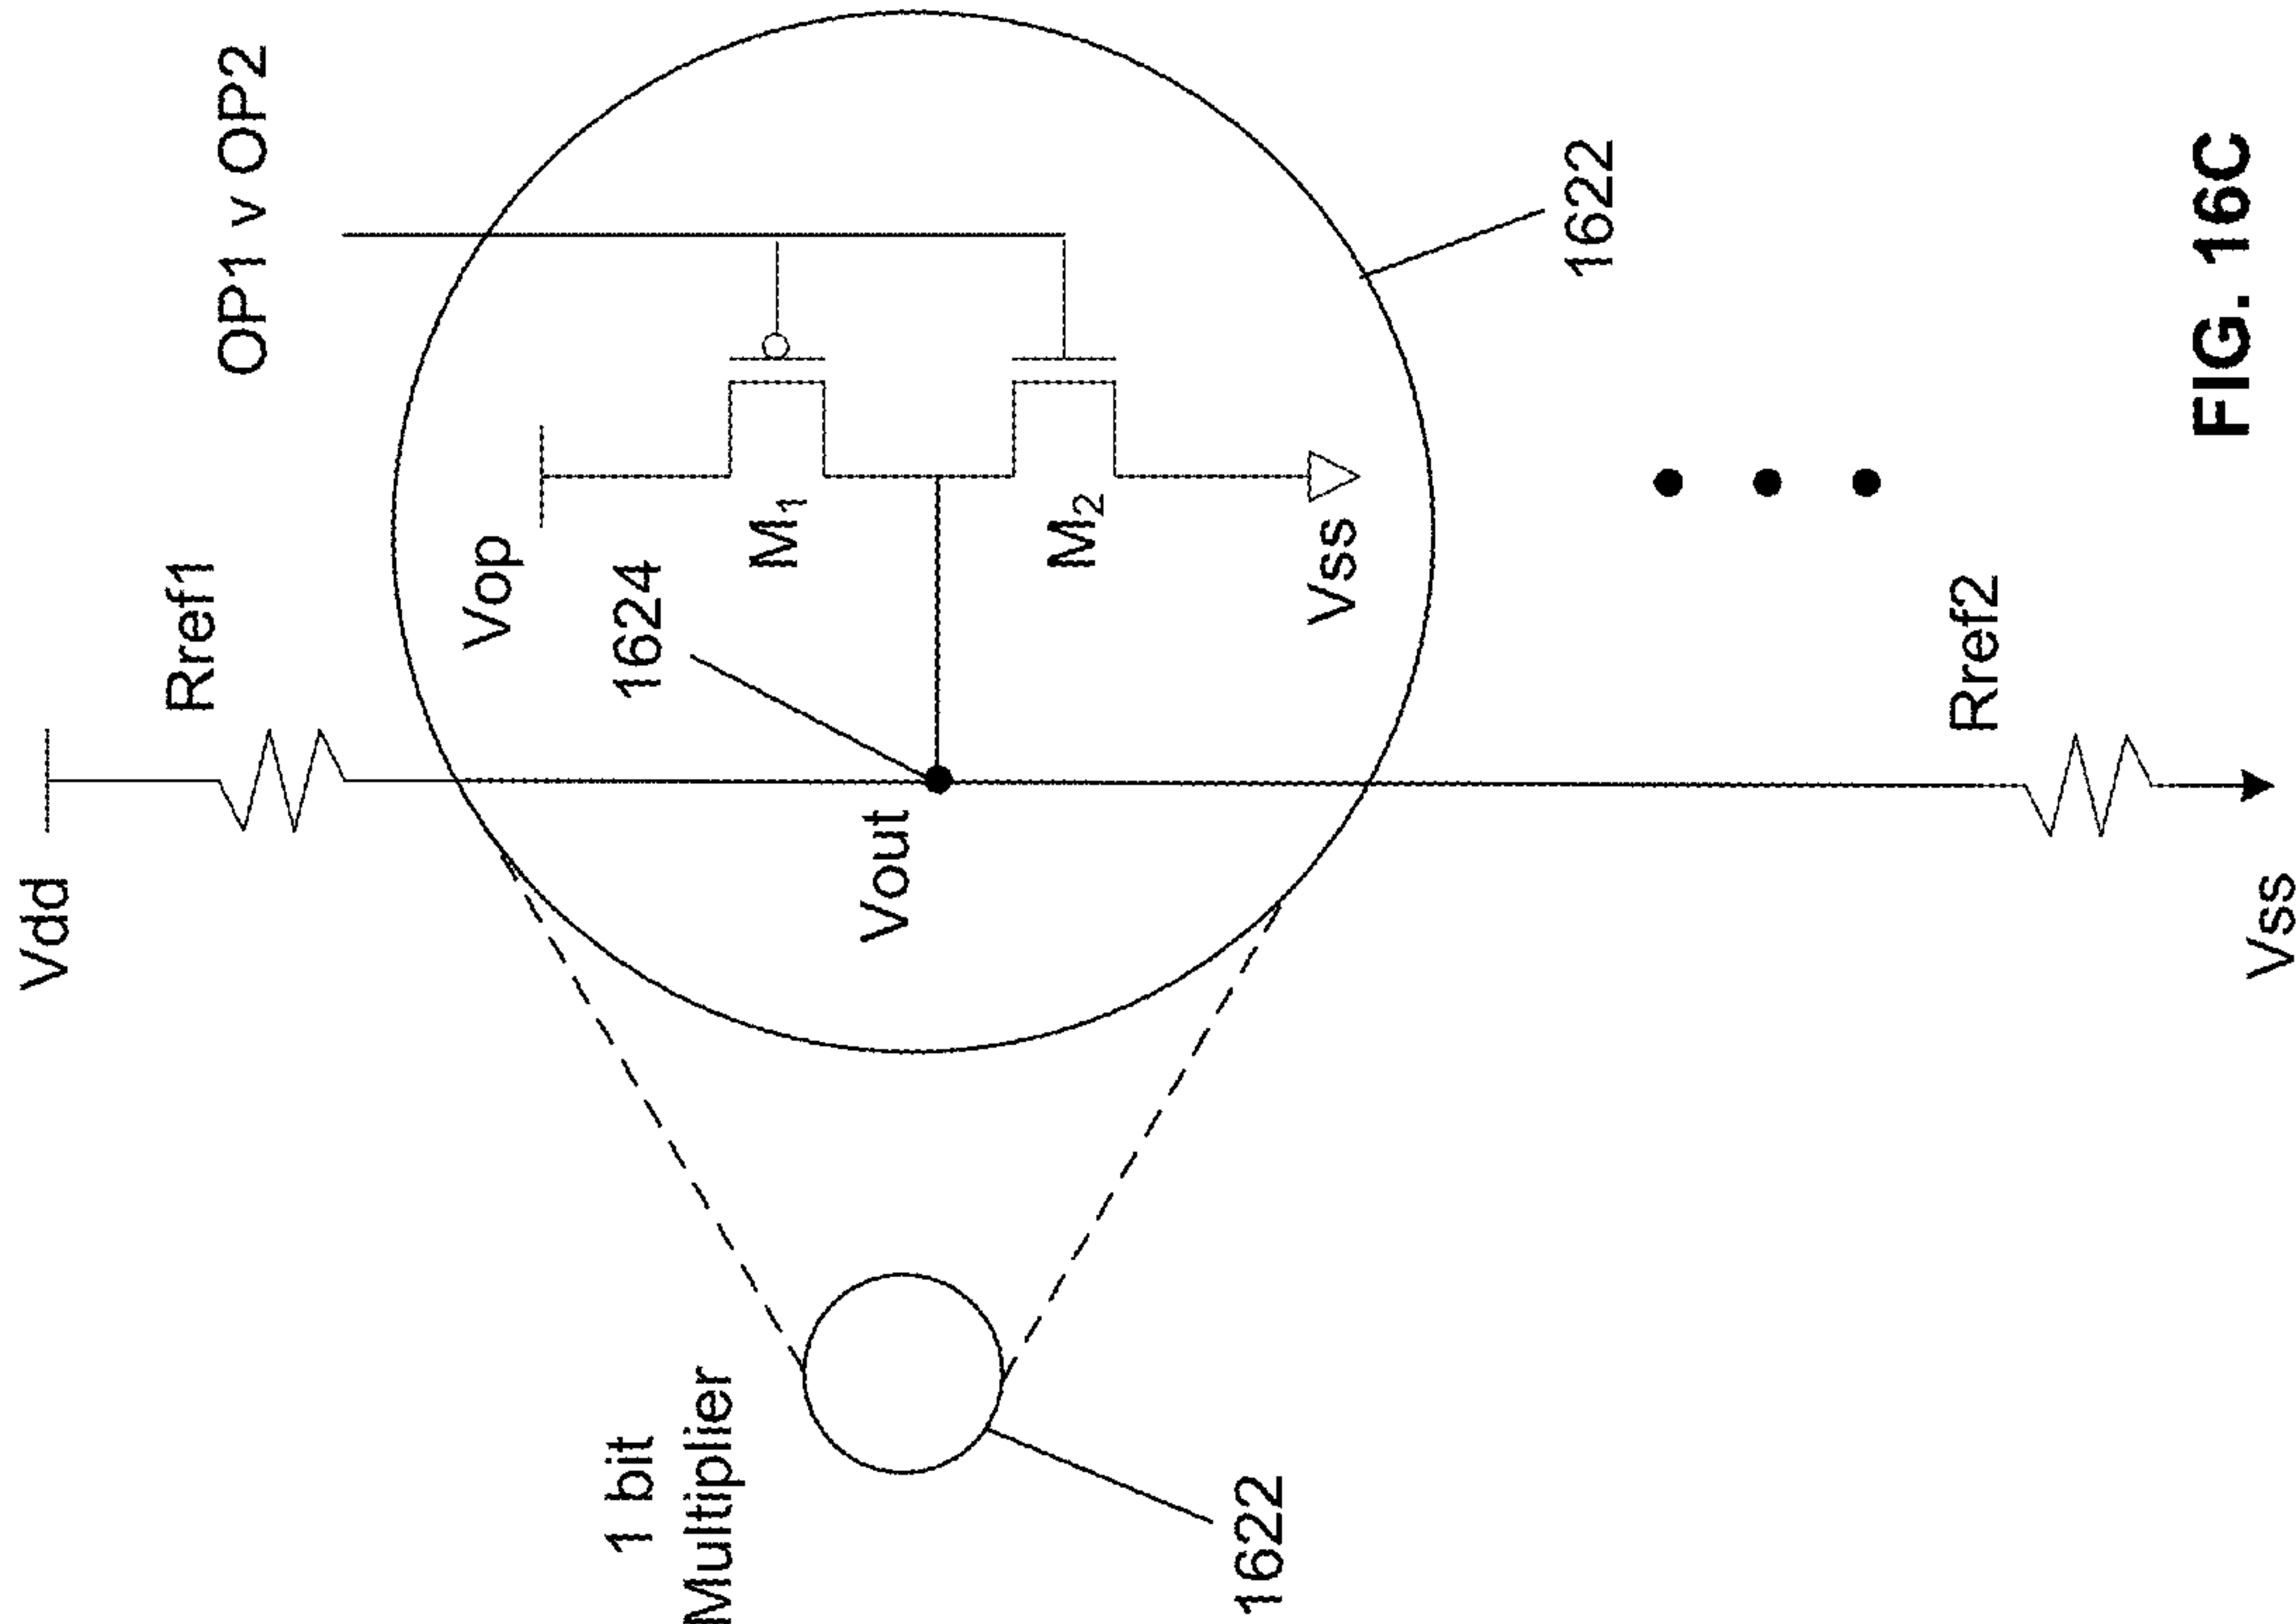 Vdd
Rref1
OP1 v OP2
Vop
1624
M1
1 bit
Multiplier
Vout
M2
1622
Vss
1622
Rref2
Vss
FIG. 16C